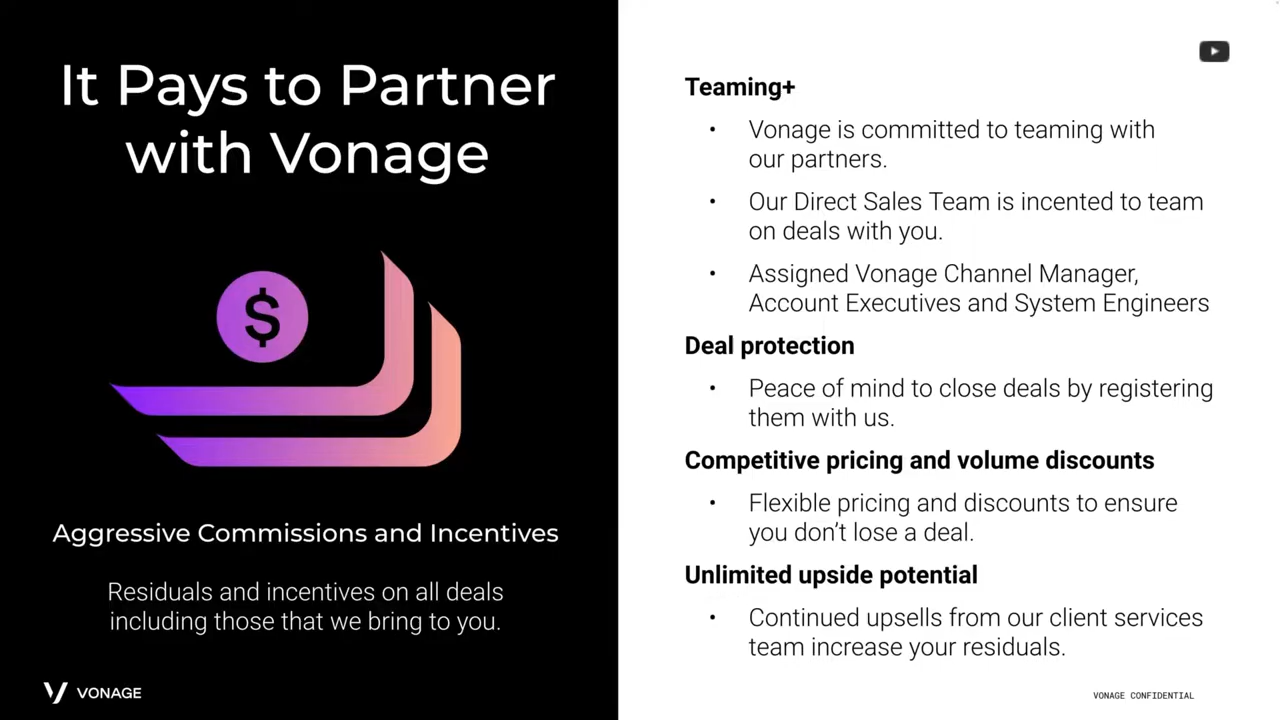 It Pays to Partner
with Vonage
$
Aggressive Commissions and Incentives
Residuals and incentives on all deals
including those that we bring to you.
VONAGE
Teaming+
• Vonage is committed to teaming with
our partners.
• Our Direct Sales Team is incented to team
on deals with you.
• Assigned Vonage Channel Manager,
Account Executives and System Engineers
Deal protection
• Peace of mind to close deals by registering
them with us.
Competitive pricing and volume discounts
• Flexible pricing and discounts to ensure
you don’t lose a deal.
Unlimited upside potential
• Continued upsells from our client services
team increase your residuals.
VONAGE CONFIDENTIAL